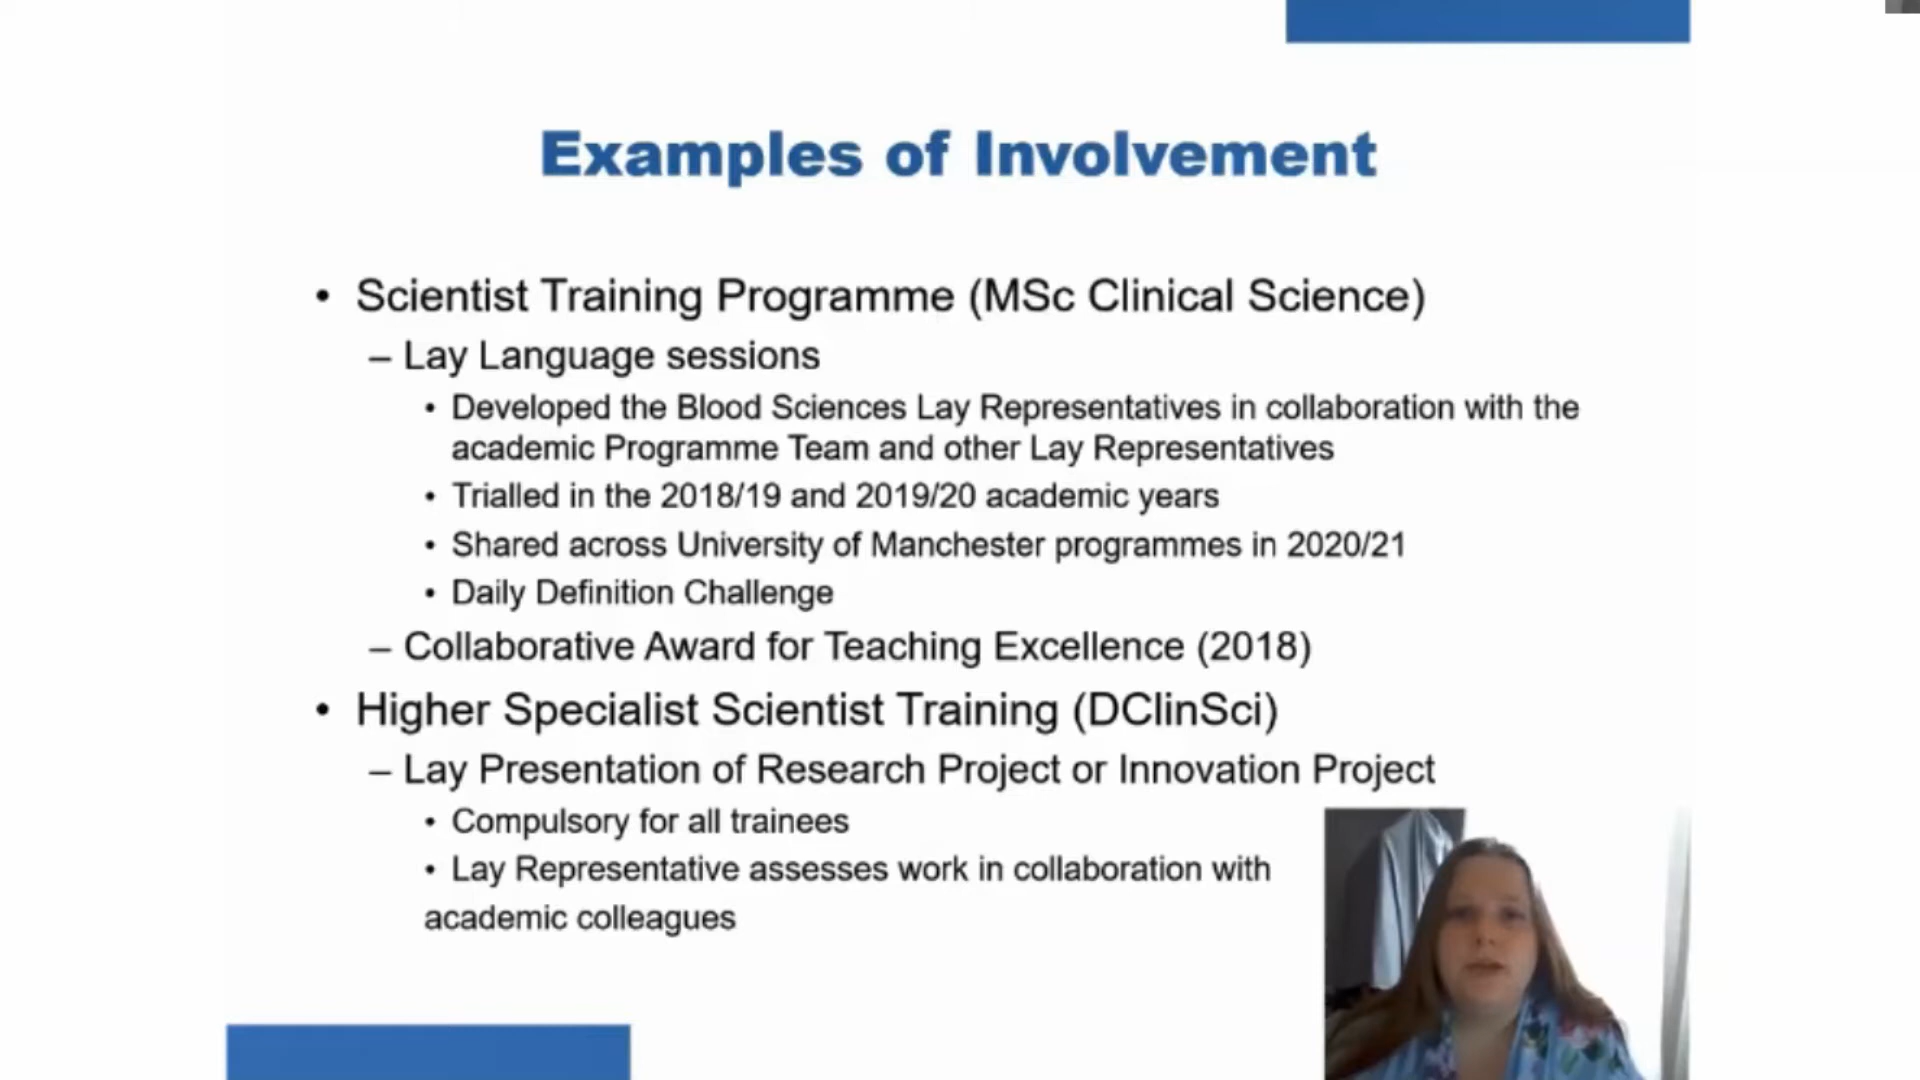 Examples of Involvement
• Scientist Training Programme (MSc Clinical Science)
– Lay Language sessions
• Developed the Blood Sciences Lay Representatives in collaboration with the
academic Programme Team and other Lay Representatives
• Trialled in the 2018/19 and 2019/20 academic years
• Shared across University of Manchester programmes in 2020/21
• Daily Definition Challenge
– Collaborative Award for Teaching Excellence (2018)
• Higher Specialist Scientist Training (DClinSci)
– Lay Presentation of Research Project or Innovation Project
• Compulsory for all trainees
• Lay Representative assesses work in collaboration with
academic colleagues